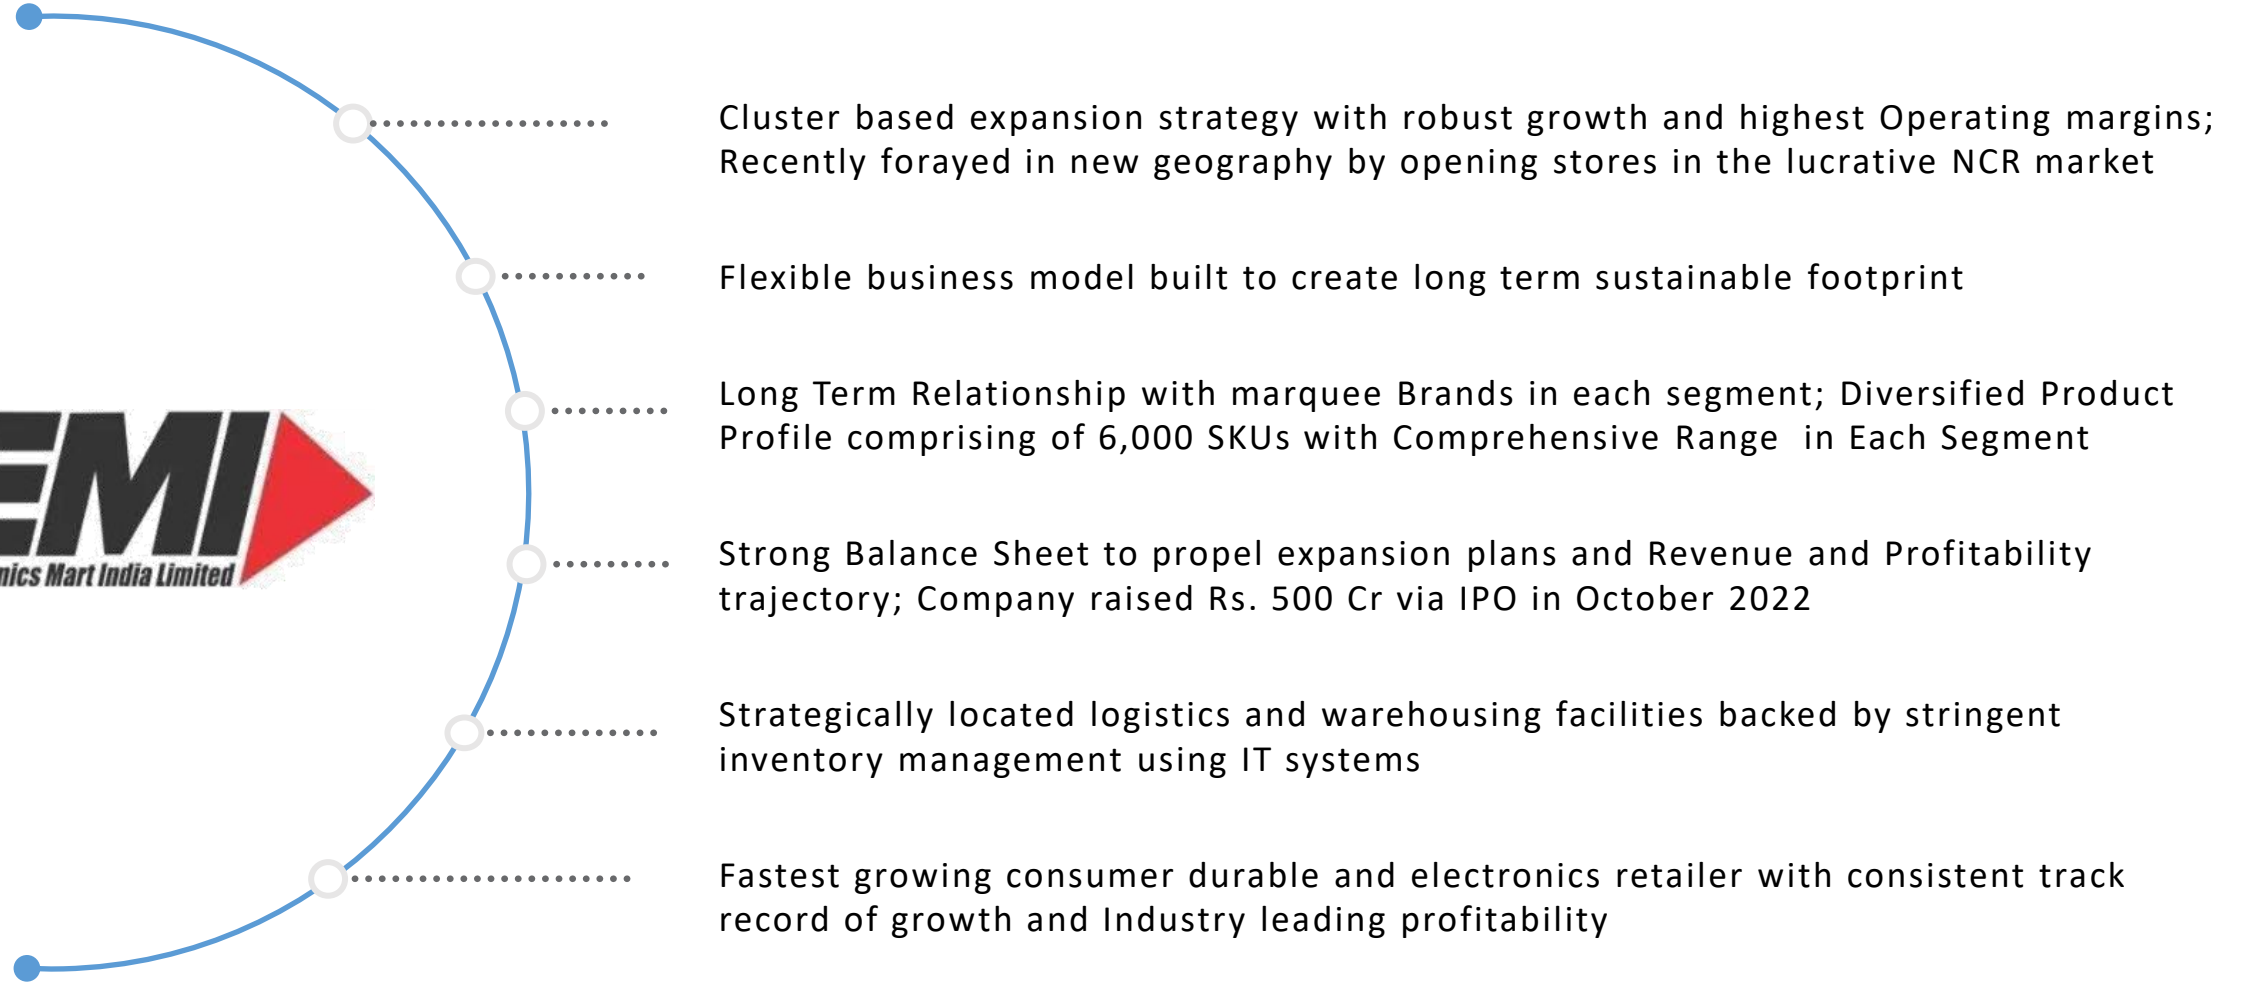 Cluster based expansion strategy with robust growth and highest Operating margins;
Recently forayed in new geography by opening stores in the lucrative NCR market
Flexible business model built to create long term sustainable footprint
Long Term Relationship with marquee Brands in each segment; Diversified Product
Profile comprising of 6,000 SKUs with Comprehensive Range in Each Segment
EMI
nics Mart India Limited
Strong Balance Sheet to propel expansion plans and Revenue and Profitability
trajectory; Company raised Rs. 500 Cr via IPO in October 2022
Strategically located logistics and warehousing facilities backed by stringent
inventory management using IT systems
Fastest growing consumer durable and electronics retailer with consistent track
record of growth and Industry leading profitability